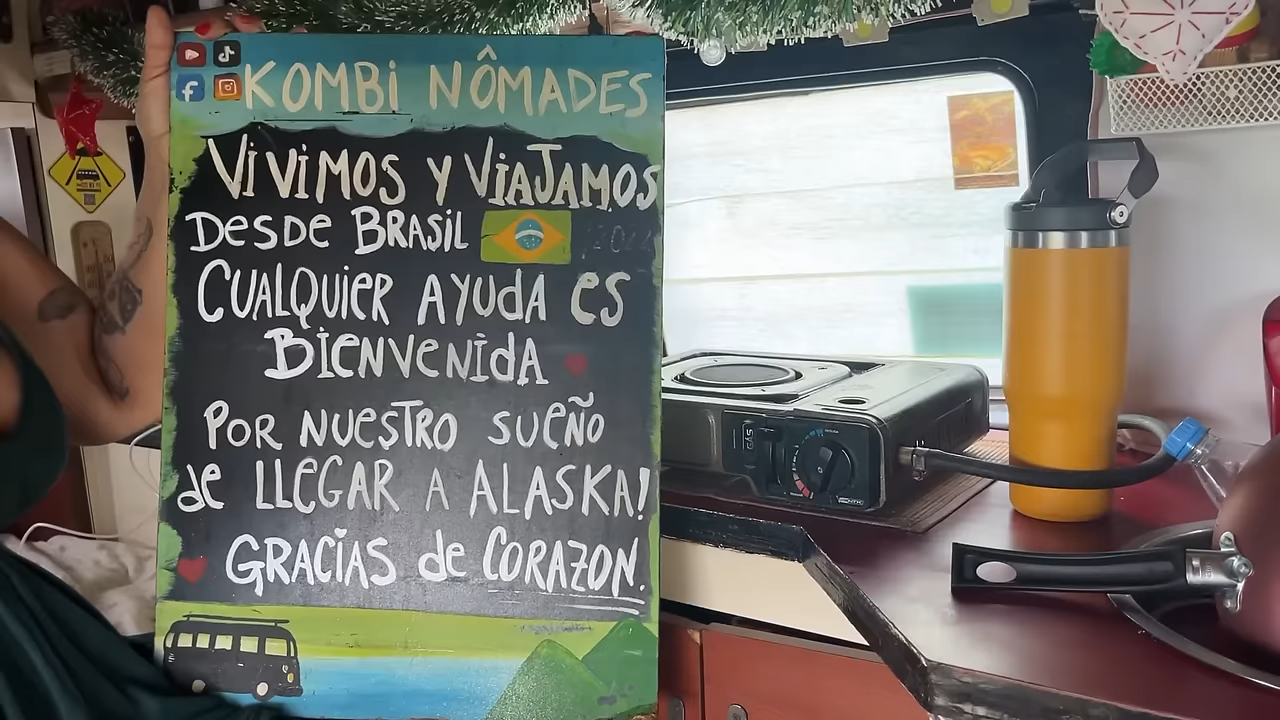 KOMBi NÔMADES
ViViMOS Y ViAJAMOS
DeSDe BRASiL
CUALQUieR AYUdA eS
BieNVeNidA
POR NUeSTRO SUeÑO
de LLeGAR A ALASKA!
GRACiAS de CORAZON.